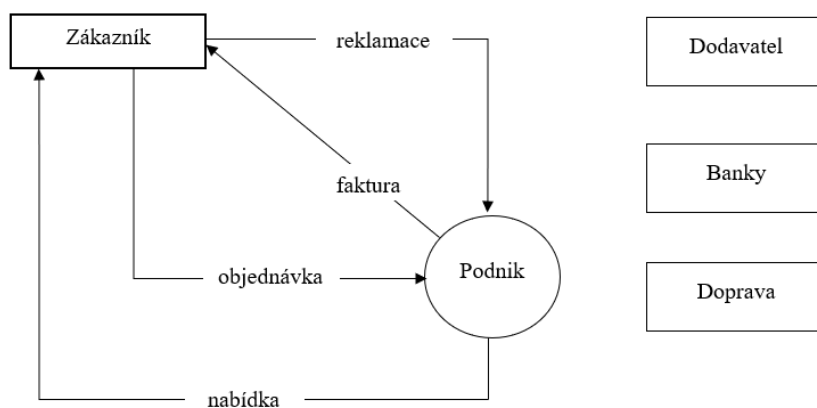 Zákazník
reklamace
Dodavatel
faktura
Banky
objednávka
Podnik
Doprava
nabídka